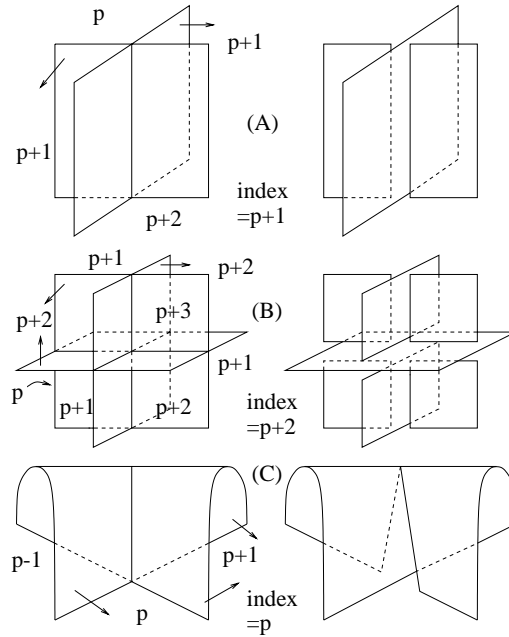 p
p+1
p+1
(A)
index
=p+1
p+2
p+1
p+2
p+2
p+3
(B)
p
p+1
p+1
p+2
index
=p+2
(C)
p-1
p+1
p
index
=p